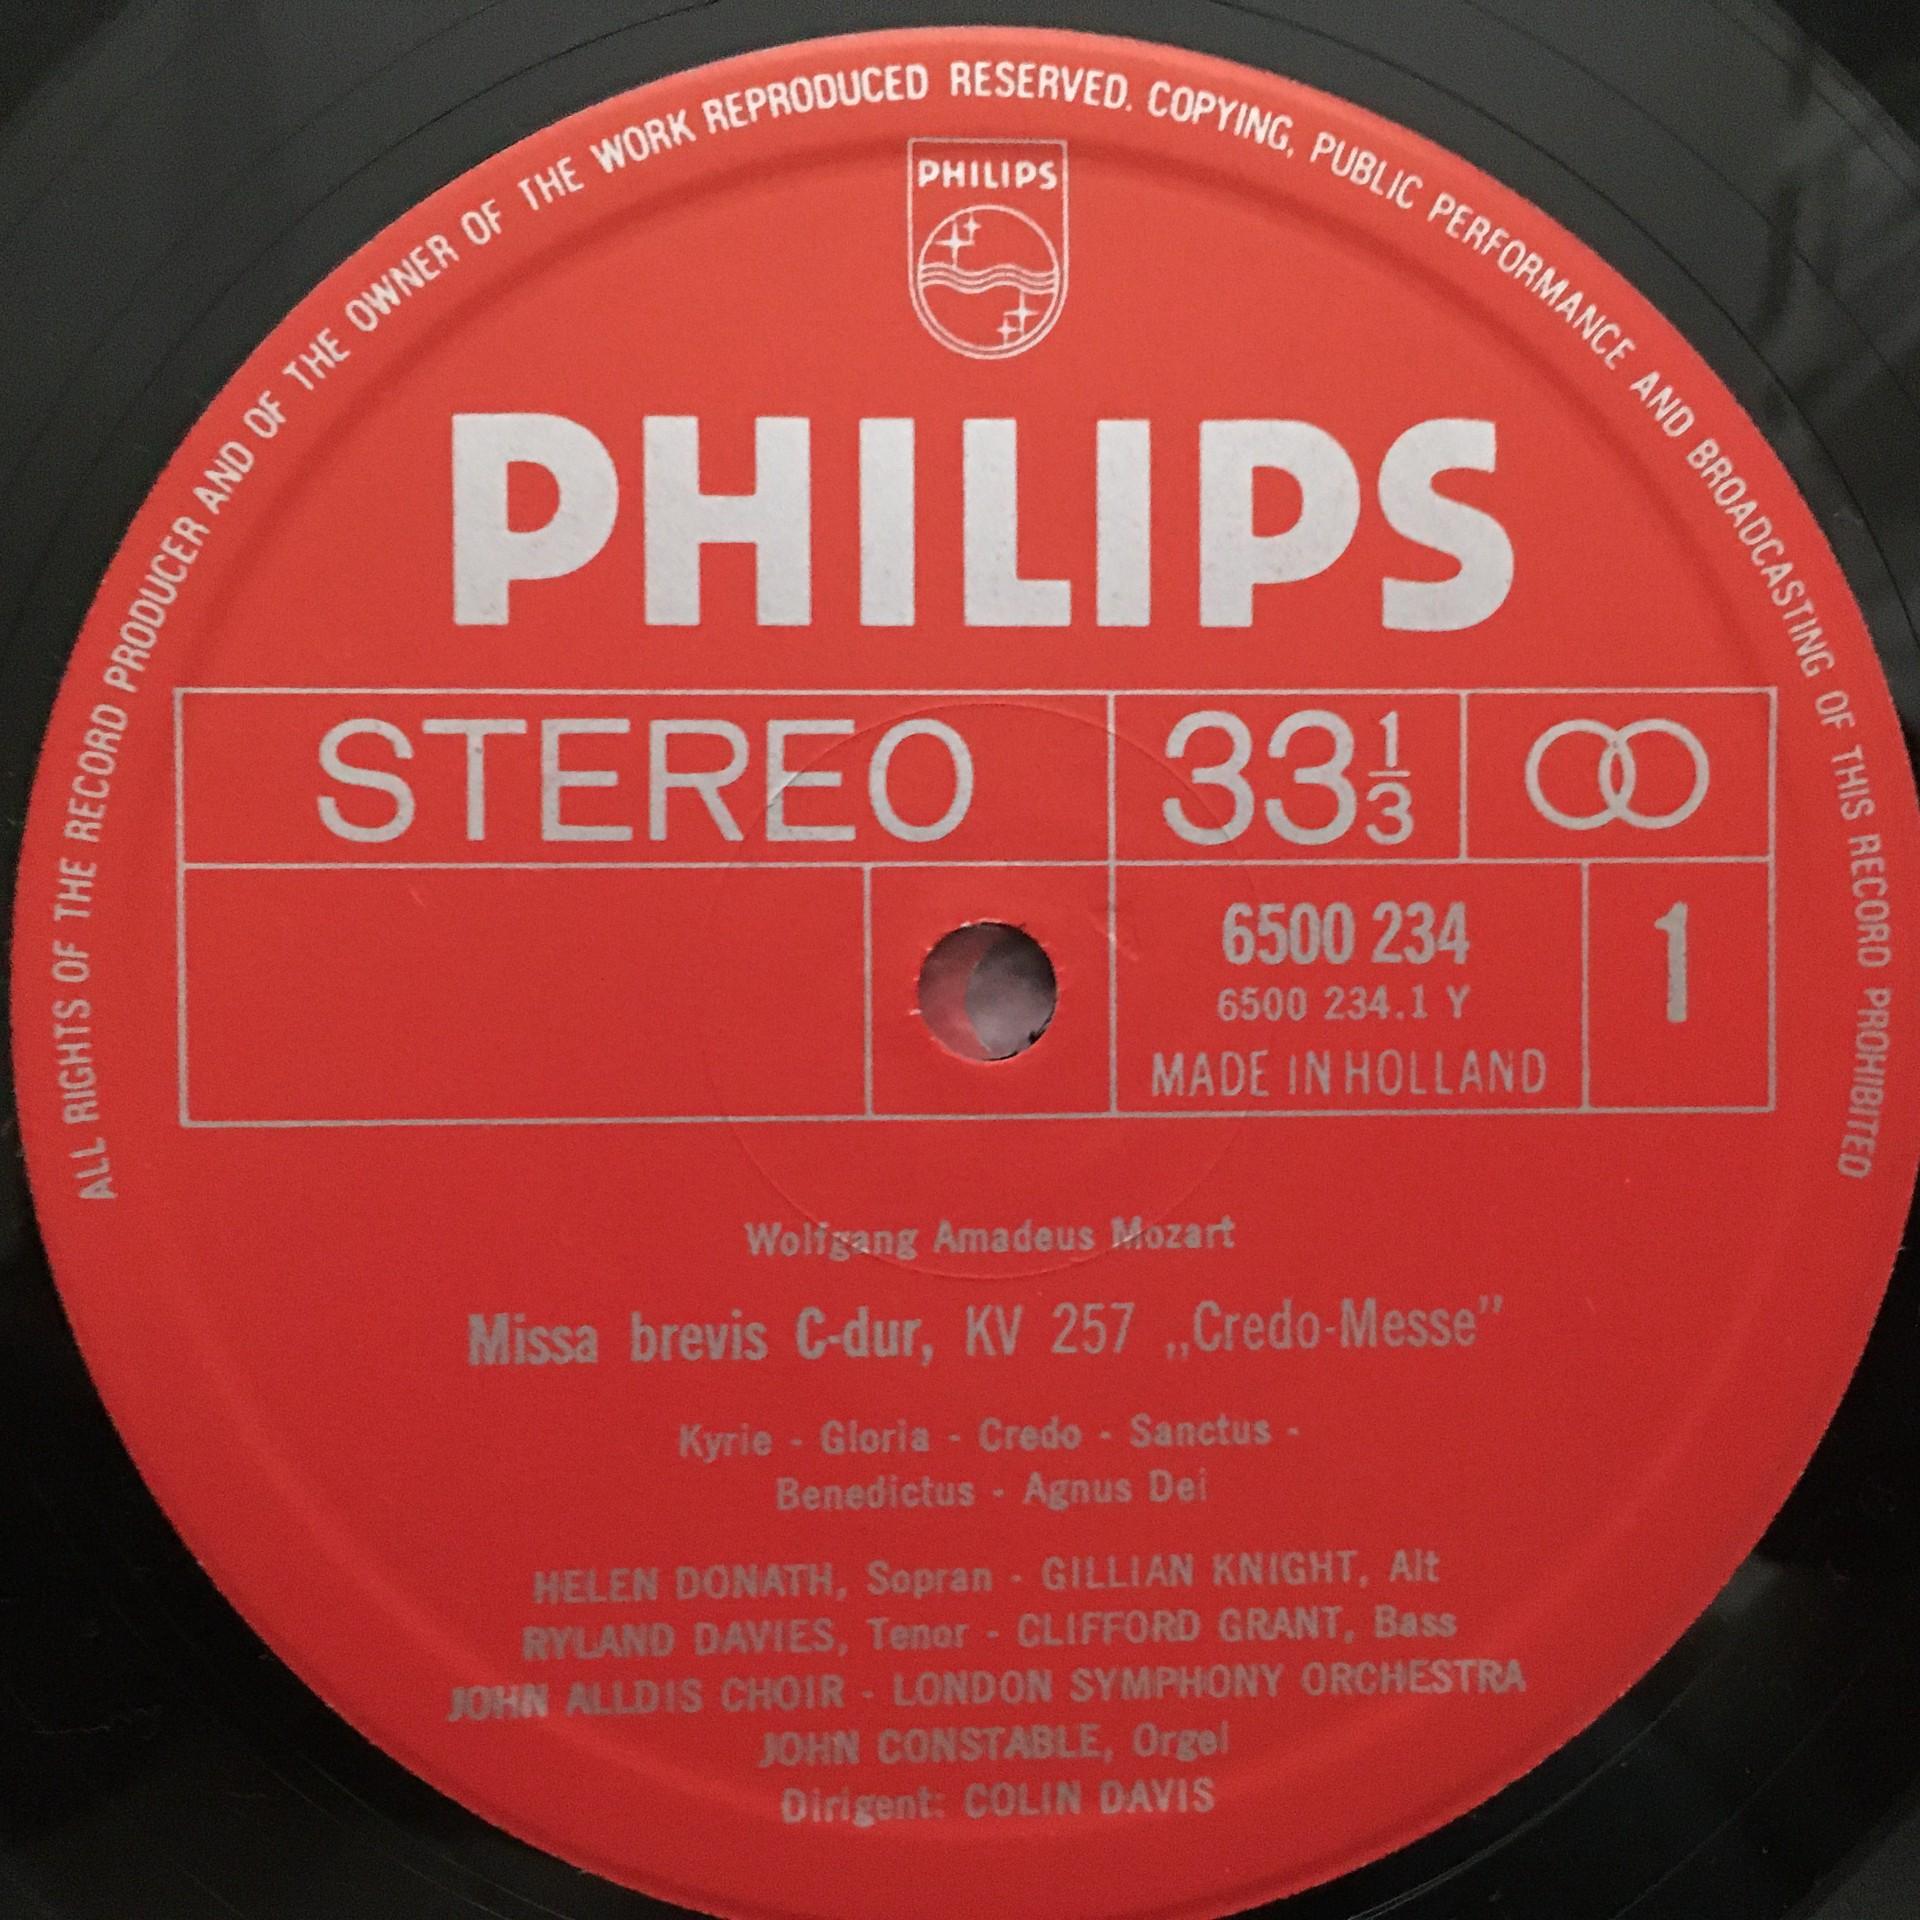 ALL RIGHTS OF THE RECORD PRODUCER AND OF THE OWNER OF THE WORK REPRODUCED RESERVED. COPYING, PUBLIC PERFORMANCE AND BROADCASTING OF THIS RECORD PROHIBITED
PHILIPS
PHILIPS
STEREO 33 1/3
6500 234 1
6500 234.1 Y
MADE IN HOLLAND
Wolfgang Amadeus Mozart
Missa brevis C-dur, KV 257 „Credo-Messe”
Kyrie - Gloria - Credo - Sanctus -
Benedictus - Agnus Dei
HELEN DONATH, Sopran - GILLIAN KNIGHT, Alt
RYLAND DAVIES, Tenor - CLIFFORD GRANT, Bass
JOHN ALLDIS CHOIR - LONDON SYMPHONY ORCHESTRA
JOHN CONSTABLE, Orgel
Dirigent: COLIN DAVIS